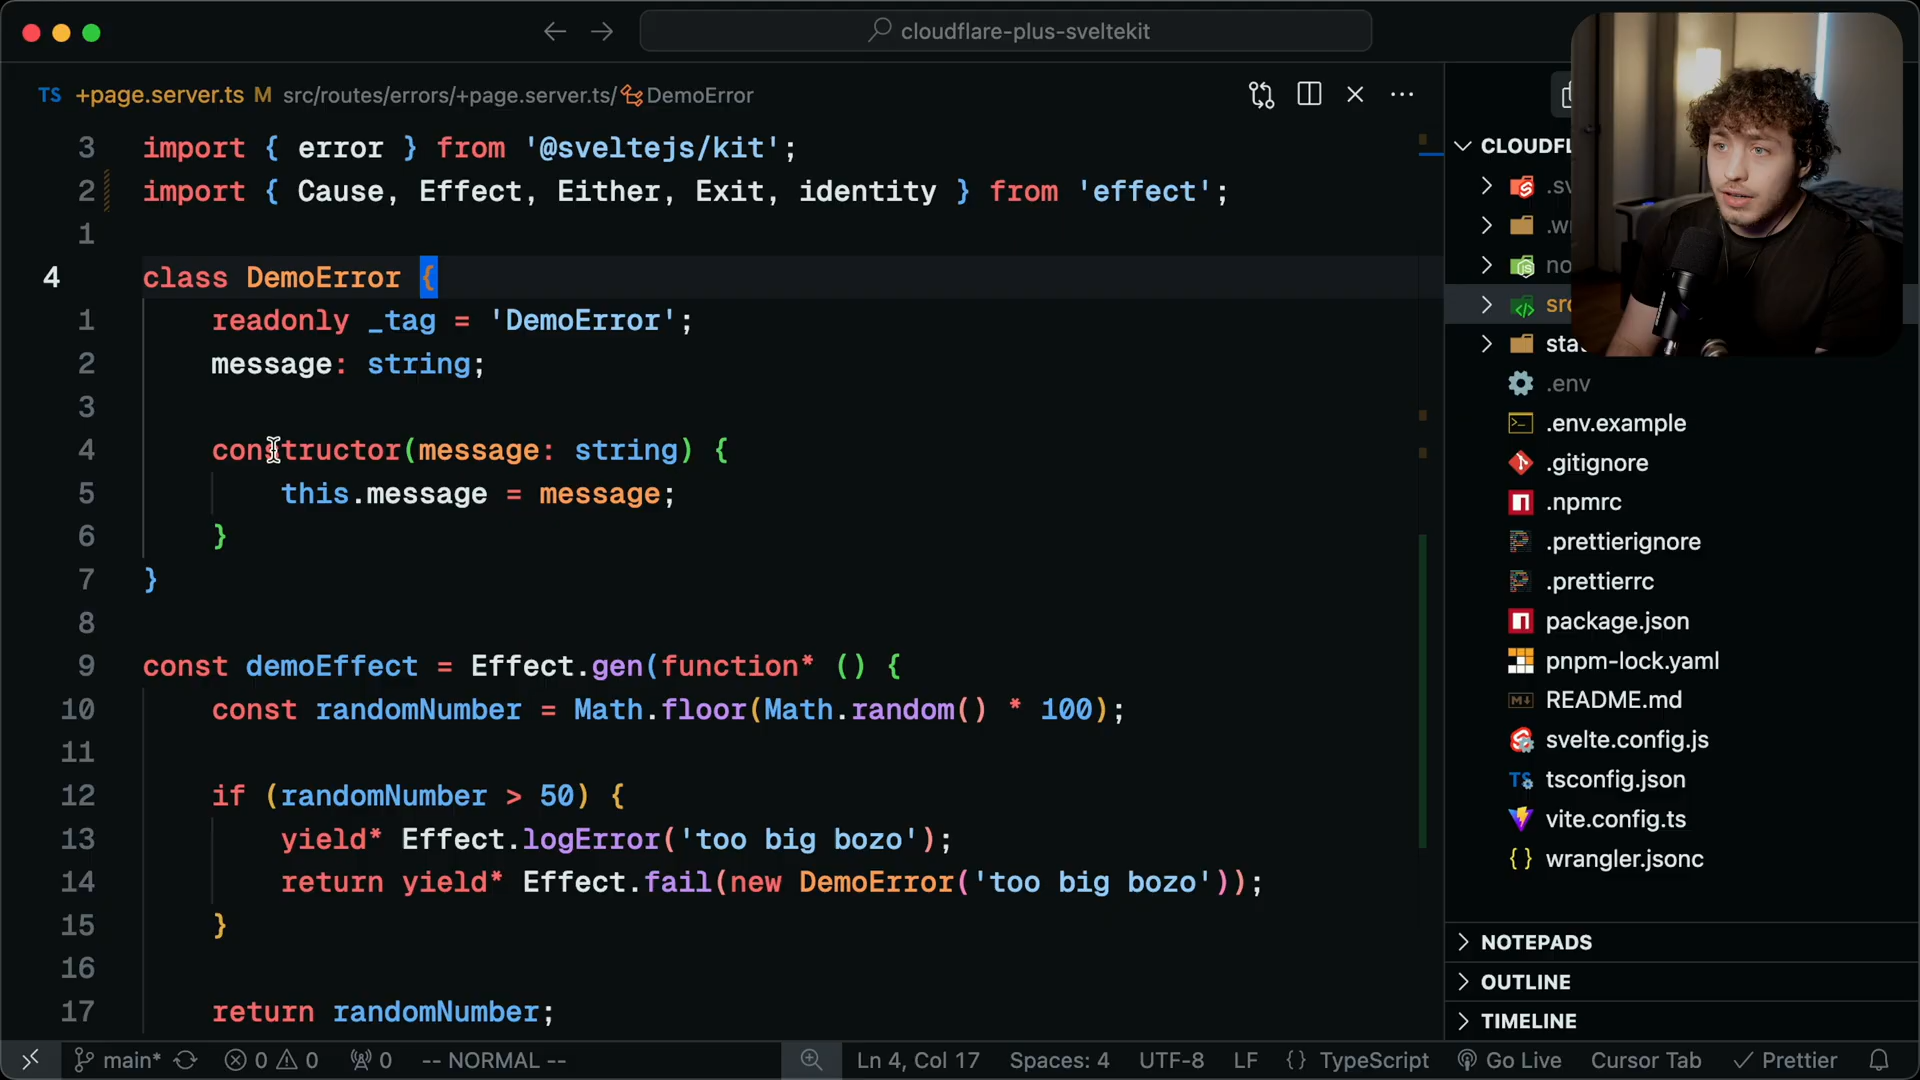 cloudflare-plus-sveltekit
TS +page.server.ts M src/routes/errors/+page.server.ts/ DemoError
3 import { error } from '@sveltejs/kit';
2 import { Cause, Effect, Either, Exit, identity } from 'effect';
1
4 class DemoError {
1 readonly _tag = 'DemoError';
2 message: string;
3
4 constructor(message: string) {
5 this.message = message;
6 }
7 }
8
9 const demoEffect = Effect.gen(function* () {
10 const randomNumber = Math.floor(Math.random() * 100);
11
12 if (randomNumber > 50) {
13 yield* Effect.logError('too big bozo');
14 return yield* Effect.fail(new DemoError('too big bozo'));
15 }
16
17 return randomNumber;
CLOUDFL
.sv
.wr
no
src
sta
.env
.env.example
.gitignore
.npmrc
.prettierignore
.prettierrc
package.json
pnpm-lock.yaml
README.md
svelte.config.js
tsconfig.json
vite.config.ts
wrangler.jsonc
NOTEPADS
OUTLINE
TIMELINE
main* 0 0 0 -- NORMAL -- Ln 4, Col 17 Spaces: 4 UTF-8 LF {} TypeScript Go Live Cursor Tab Prettier